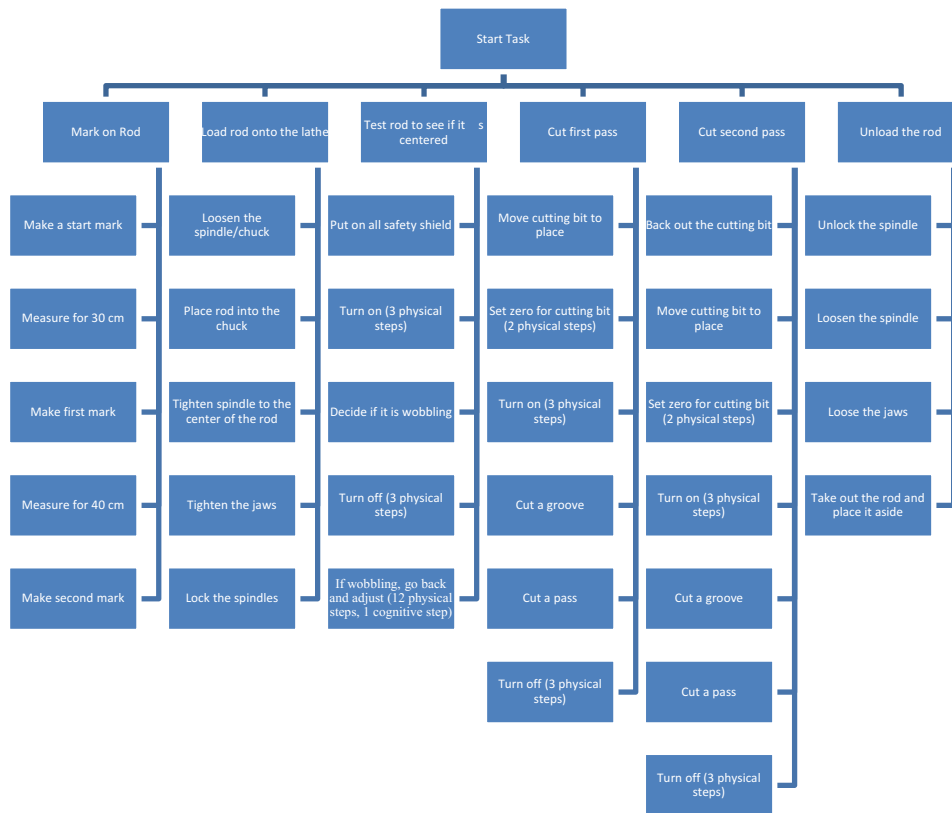 Start Task
Mark on Rod
Make a start mark
Measure for 30 cm
Make first mark
Measure for 40 cm
Make second mark
Load rod onto the lathe
Loosen the
spindle/chuck
Place rod into the
chuck
Tighten spindle to the
center of the rod
Tighten the jaws
Lock the spindles
Test rod to see if it s
centered
Put on all safety shield
Turn on (3 physical
steps)
Decide if it is wobbling
Turn off (3 physical
steps)
If wobbling, go back
and adjust (12 physical
steps, 1 cognitive step)
Cut first pass
Move cutting bit to
place
Set zero for cutting bit
(2 physical steps)
Turn on (3 physical
steps)
Cut a groove
Cut a pass
Turn off (3 physical
steps)
Cut second pass
Back out the cutting bit
Move cutting bit to
place
Set zero for cutting bit
(2 physical steps)
Turn on (3 physical
steps)
Cut a groove
Cut a pass
Turn off (3 physical
steps)
Unload the rod
Unlock the spindle
Loosen the spindle
Loose the jaws
Take out the rod and
place it aside